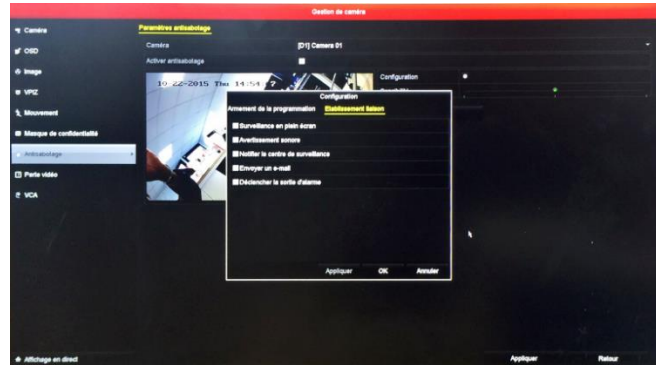 Gestion de caméra
Caméra
OSD
Image
VPIZ
Mouvement
Masque de confidentialité
Antisabotage
Perte vidéo
VCA
Affichage en direct
Paramètres antisabotage
Caméra [D1] Camera 01
Activer antisabotage
10-22-2015 Thu 14:54
Configuration
Configuration
Armement de la programmation Etablissement liaison
Surveillance en plein écran
Avertissement sonore
Notifier le centre de surveillance
Envoyer un e-mail
Déclencher la sortie d'alarme
Appliquer OK Annuler
Appliquer Retour